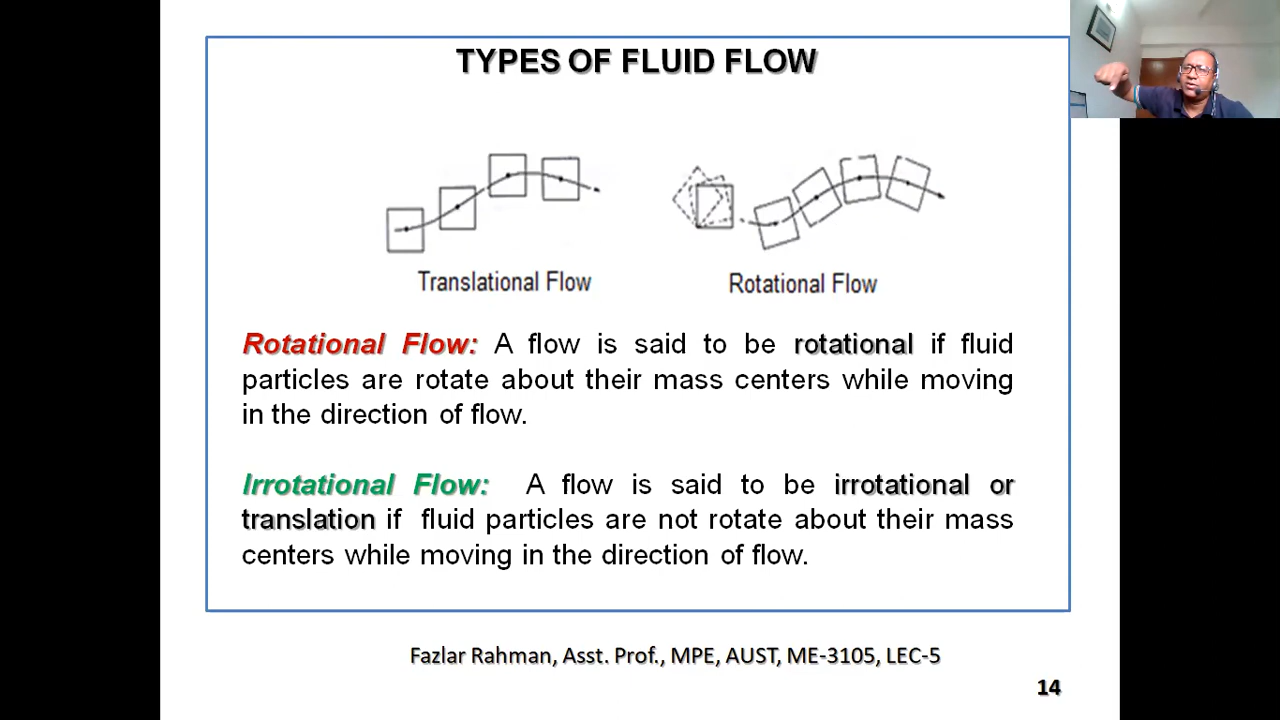 TYPES OF FLUID FLOW
Translational Flow
Rotational Flow
Rotational Flow: A flow is said to be rotational if fluid
particles are rotate about their mass centers while moving
in the direction of flow.
Irrotational Flow: A flow is said to be irrotational or
translation if fluid particles are not rotate about their mass
centers while moving in the direction of flow.
Fazlar Rahman, Asst. Prof., MPE, AUST, ME-3105, LEC-5
14